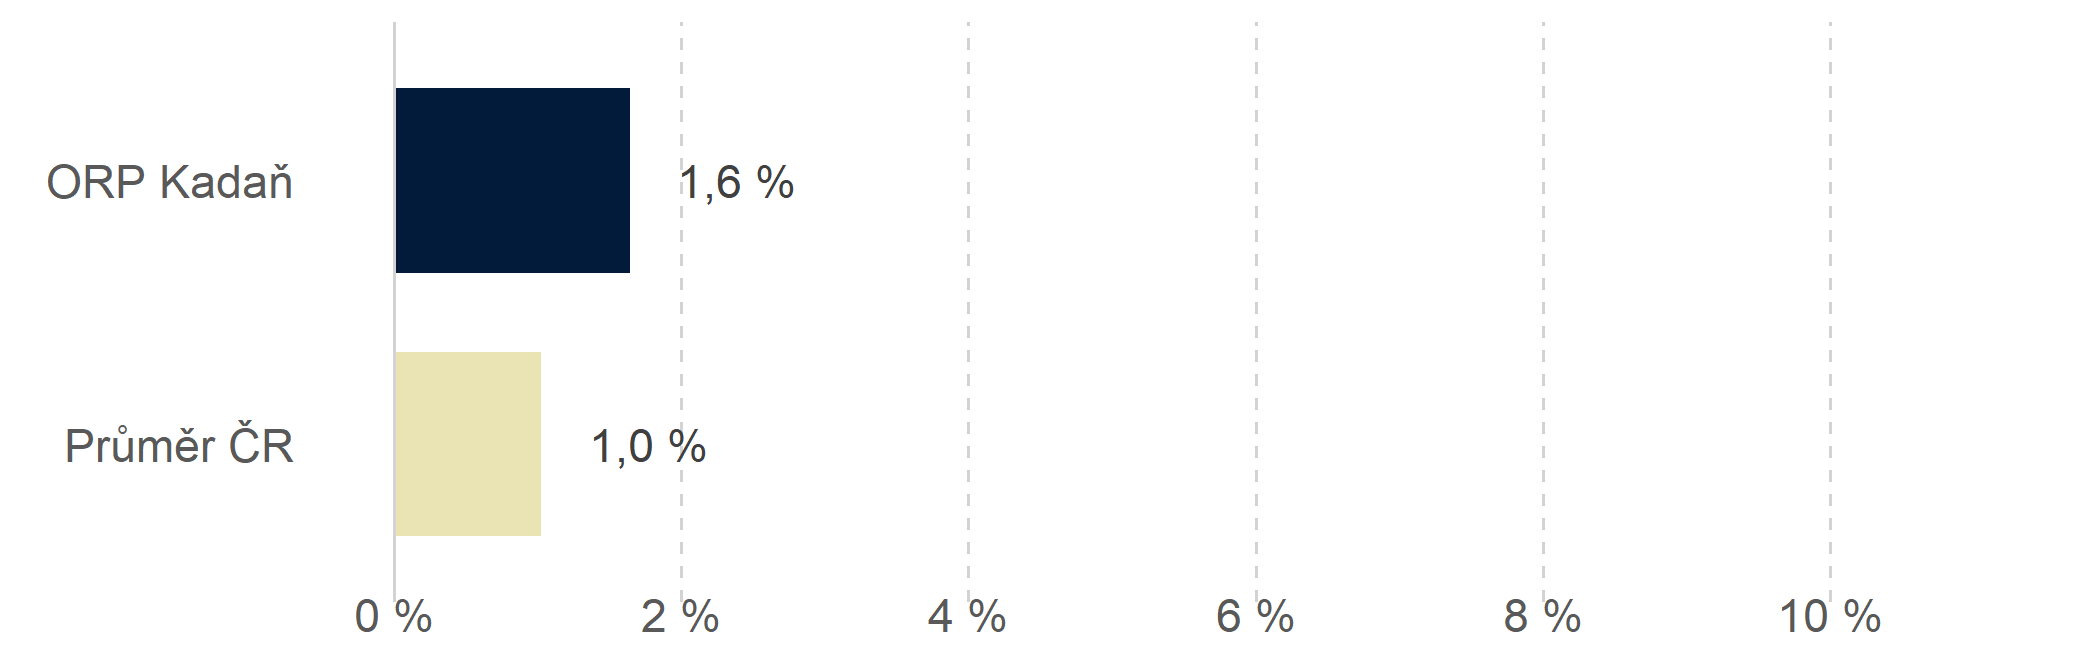 ORP Kadaň 1,6 %
Průměr ČR 1,0 %
0 % 2 % 4 % 6 % 8 % 10 %